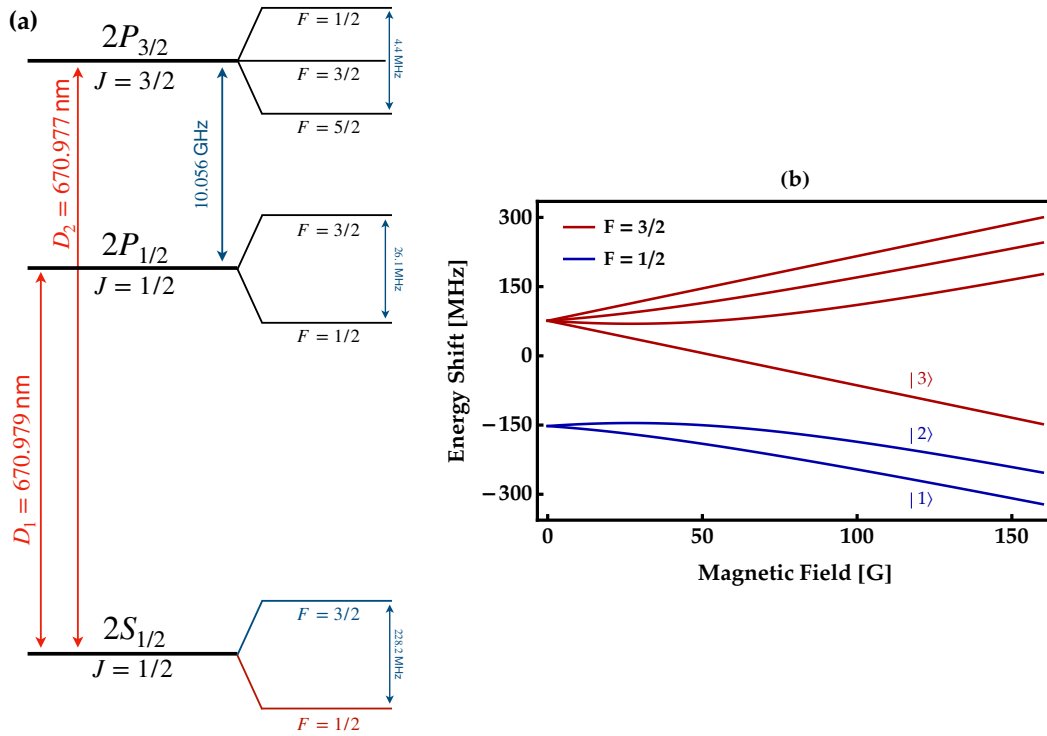 (a)
F = 1/2
2P3/2
J = 3/2
F = 3/2
4.4 MHz
F = 5/2
D2 = 670.977 nm
10.056 GHz
F = 3/2
2P1/2
J = 1/2
26.1 MHz
F = 1/2
D1 = 670.979 nm
2S1/2
J = 1/2
F = 3/2
228.2 MHz
F = 1/2
(b)
F = 3/2
F = 1/2
Energy Shift [MHz]
300
150
0
−150
−300
| 3⟩
| 2⟩
| 1⟩
0
50
100
150
Magnetic Field [G]